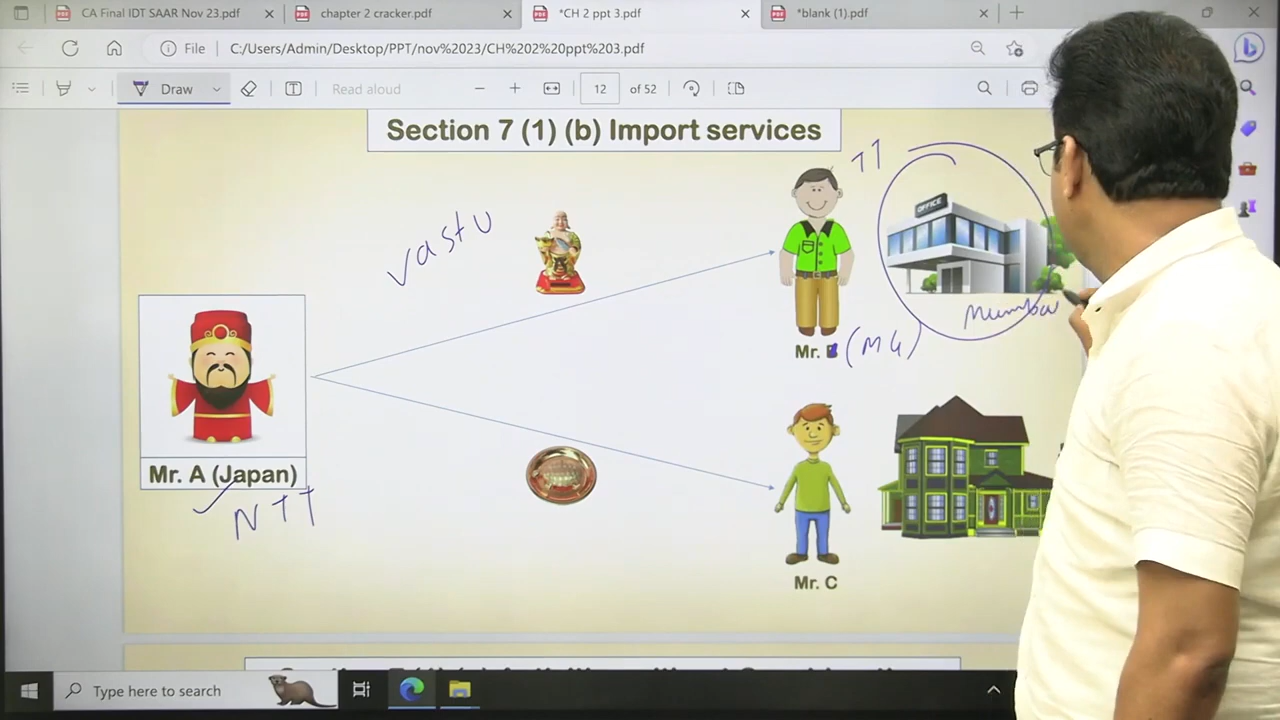 CA Final IDT SAAR Nov 23.pdf
chapter 2 cracker.pdf
*CH 2 ppt 3.pdf
*blank (1).pdf
File
C:/Users/Admin/Desktop/PPT/nov%2023/CH%202%20ppt%203.pdf
Draw
Read aloud
12
of 52
Section 7 (1) (b) Import services
TT
OFFICE
Vastu
Mumbai
Mr. B (MH)
Mr. A (Japan)
NTT
Mr. C
Type here to search